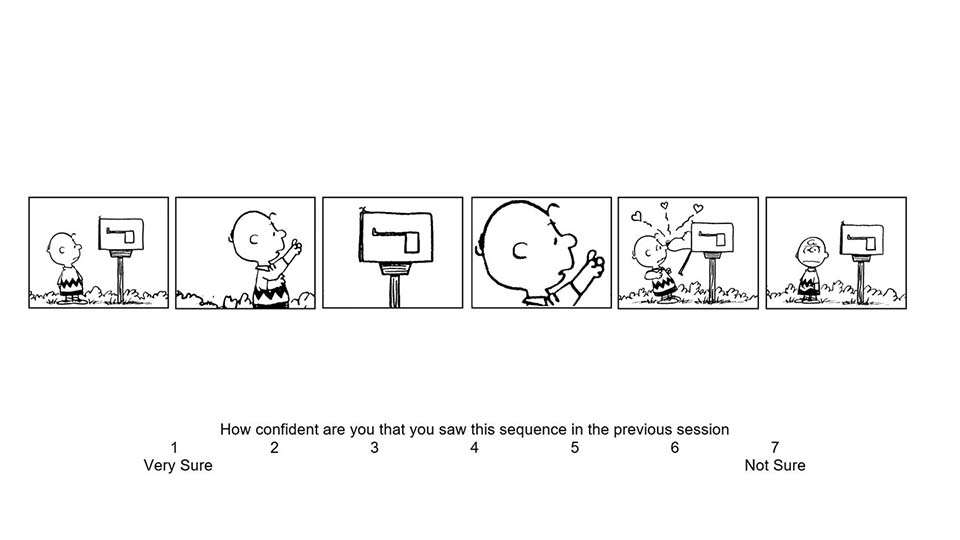 How confident are you that you saw this sequence in the previous session
1 2 3 4 5 6 7
Very Sure Not Sure